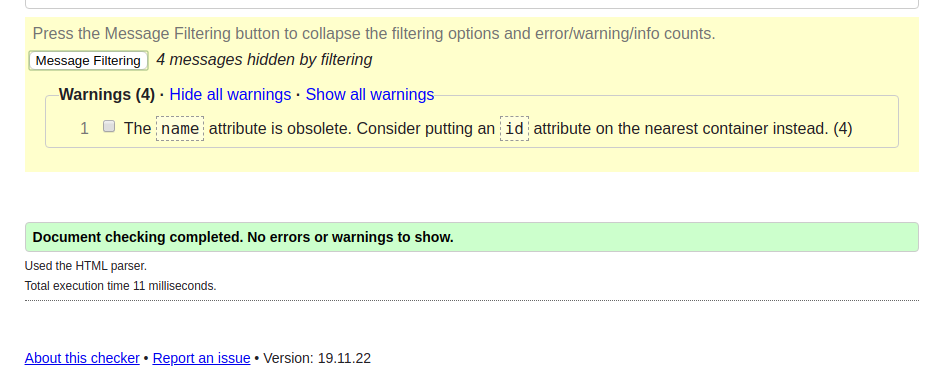 Press the Message Filtering button to collapse the filtering options and error/warning/info counts.
Message Filtering 4 messages hidden by filtering
Warnings (4) · Hide all warnings · Show all warnings
1 The name attribute is obsolete. Consider putting an id attribute on the nearest container instead. (4)
Document checking completed. No errors or warnings to show.
Used the HTML parser.
Total execution time 11 milliseconds.
About this checker • Report an issue • Version: 19.11.22